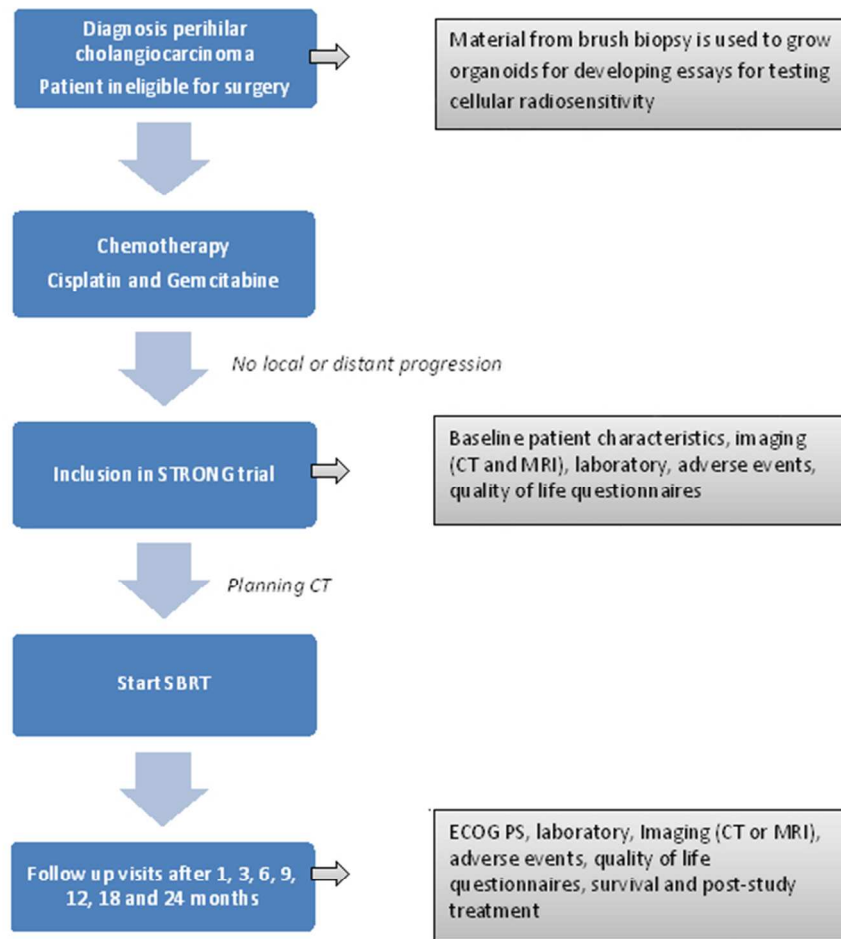 Diagnosis perihilar
cholangiocarcinoma
Patient ineligible for surgery
Material from brush biopsy is used to grow
organoids for developing essays for testing
cellular radiosensitivity
Chemotherapy
Cisplatin and Gemcitabine
No local or distant progression
Inclusion in STRONG trial
Baseline patient characteristics, imaging
(CT and MRI), laboratory, adverse events,
quality of life questionnaires
Planning CT
Start SBRT
Follow up visits after 1, 3, 6, 9,
12, 18 and 24 months
ECOG PS, laboratory, Imaging (CT or MRI),
adverse events, quality of life
questionnaires, survival and post-study
treatment